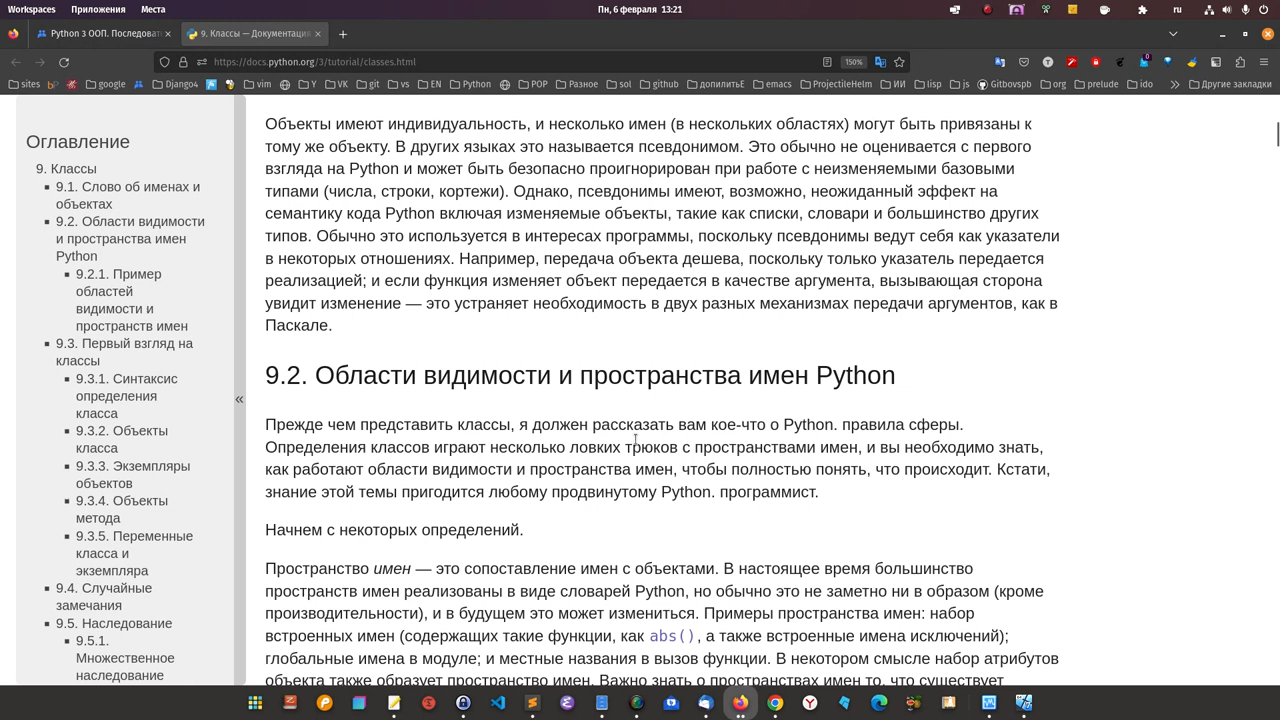 Workspaces Приложения Места Пн, 6 февраля 13:21 ru
Python 3 ООП. Последоват × 9. Классы — Документация × +
https://docs.python.org/3/tutorial/classes.html 150%
sites google Django4 vim Y VK git vs EN Python POP Разное sol github допилитьЕ emacs ProjectileHelm ИИ lisp js Gitbovspb org prelude ido Другие закладки
Оглавление
9. Классы
9.1. Слово об именах и
объектах
9.2. Области видимости
и пространства имен
Python
9.2.1. Пример
областей
видимости и
пространств имен
9.3. Первый взгляд на
классы
9.3.1. Синтаксис
определения
класса
9.3.2. Объекты
класса
9.3.3. Экземпляры
объектов
9.3.4. Объекты
метода
9.3.5. Переменные
класса и
экземпляра
9.4. Случайные
замечания
9.5. Наследование
9.5.1.
Множественное
наследование
«
Объекты имеют индивидуальность, и несколько имен (в нескольких областях) могут быть привязаны к
тому же объекту. В других языках это называется псевдонимом. Это обычно не оценивается с первого
взгляда на Python и может быть безопасно проигнорирован при работе с неизменяемыми базовыми
типами (числа, строки, кортежи). Однако, псевдонимы имеют, возможно, неожиданный эффект на
семантику кода Python включая изменяемые объекты, такие как списки, словари и большинство других
типов. Обычно это используется в интересах программы, поскольку псевдонимы ведут себя как указатели
в некоторых отношениях. Например, передача объекта дешева, поскольку только указатель передается
реализацией; и если функция изменяет объект передается в качестве аргумента, вызывающая сторона
увидит изменение — это устраняет необходимость в двух разных механизмах передачи аргументов, как в
Паскале.
9.2. Области видимости и пространства имен Python
Прежде чем представить классы, я должен рассказать вам кое-что о Python. правила сферы.
Определения классов играют несколько ловких трюков с пространствами имен, и вы необходимо знать,
как работают области видимости и пространства имен, чтобы полностью понять, что происходит. Кстати,
знание этой темы пригодится любому продвинутому Python. программист.
Начнем с некоторых определений.
Пространство имен — это сопоставление имен с объектами. В настоящее время большинство
пространств имен реализованы в виде словарей Python, но обычно это не заметно ни в образом (кроме
производительности), и в будущем это может измениться. Примеры пространства имен: набор
встроенных имен (содержащих такие функции, как abs(), а также встроенные имена исключений);
глобальные имена в модуле; и местные названия в вызов функции. В некотором смысле набор атрибутов
объекта также образует пространство имен. Важно знать о пространствах имен то, что существует